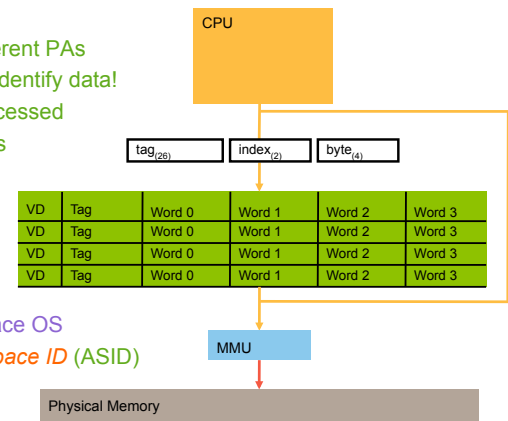 CPU
erent PAs
dentify data!
cessed
s
tag(26) index(2) byte(4)
VD Tag Word 0 Word 1 Word 2 Word 3
VD Tag Word 0 Word 1 Word 2 Word 3
VD Tag Word 0 Word 1 Word 2 Word 3
VD Tag Word 0 Word 1 Word 2 Word 3
ace OS
MMU
pace ID (ASID)
Physical Memory